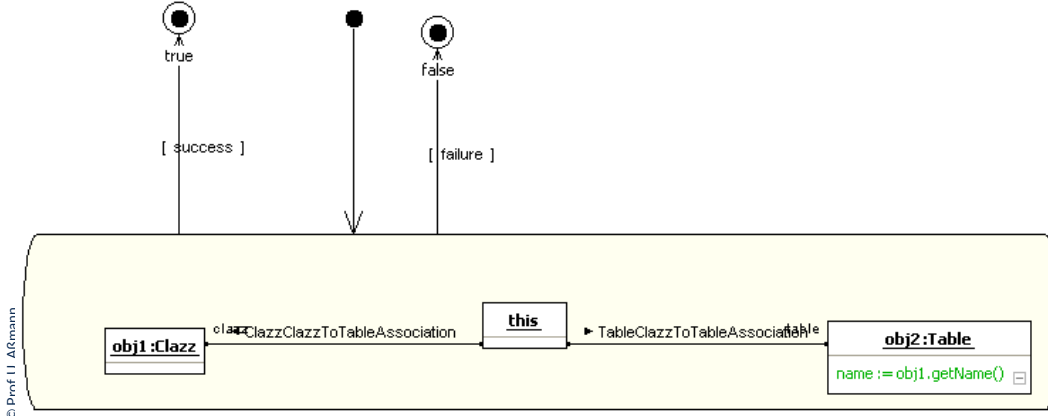 true
false
[ success ]
[ failure ]
clazz
ClazzClazzToTableAssociation
this
TableClazzToTableAssociation
table
obj1:Clazz
obj2:Table
name := obj1.getName()
© Prof. U. Aßmann